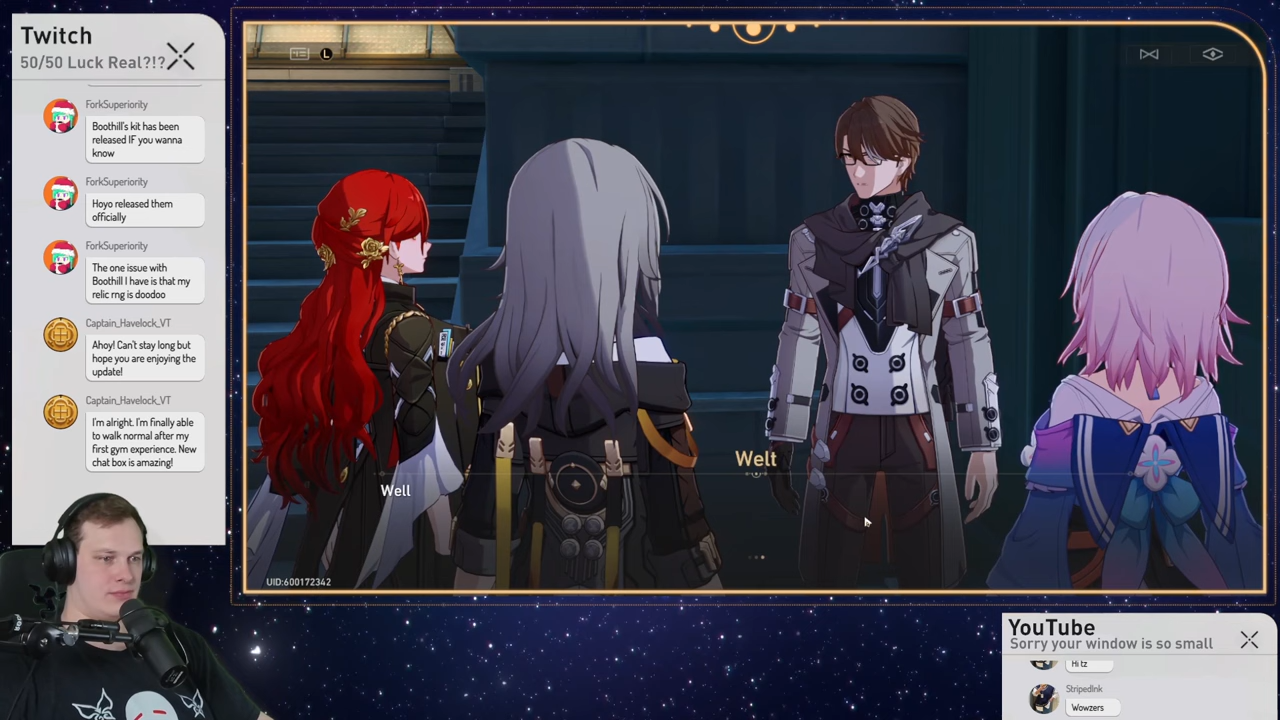 Twitch
50/50 Luck Real?!?
ForkSuperiority
Boothill's kit has been
released IF you wanna
know
ForkSuperiority
Hoyo released them
officially
ForkSuperiority
The one issue with
Boothill I have is that my
relic rng is doodoo
Captain_Havelock_VT
Ahoy! Can't stay long but
hope you are enjoying the
update!
Captain_Havelock_VT
I'm alright. I'm finally able
to walk normal after my
first gym experience. New
chat box is amazing!
L
Welt
Well
UID:600172342
YouTube
Sorry your window is so small
Hi tz
StripedInk
Wowzers